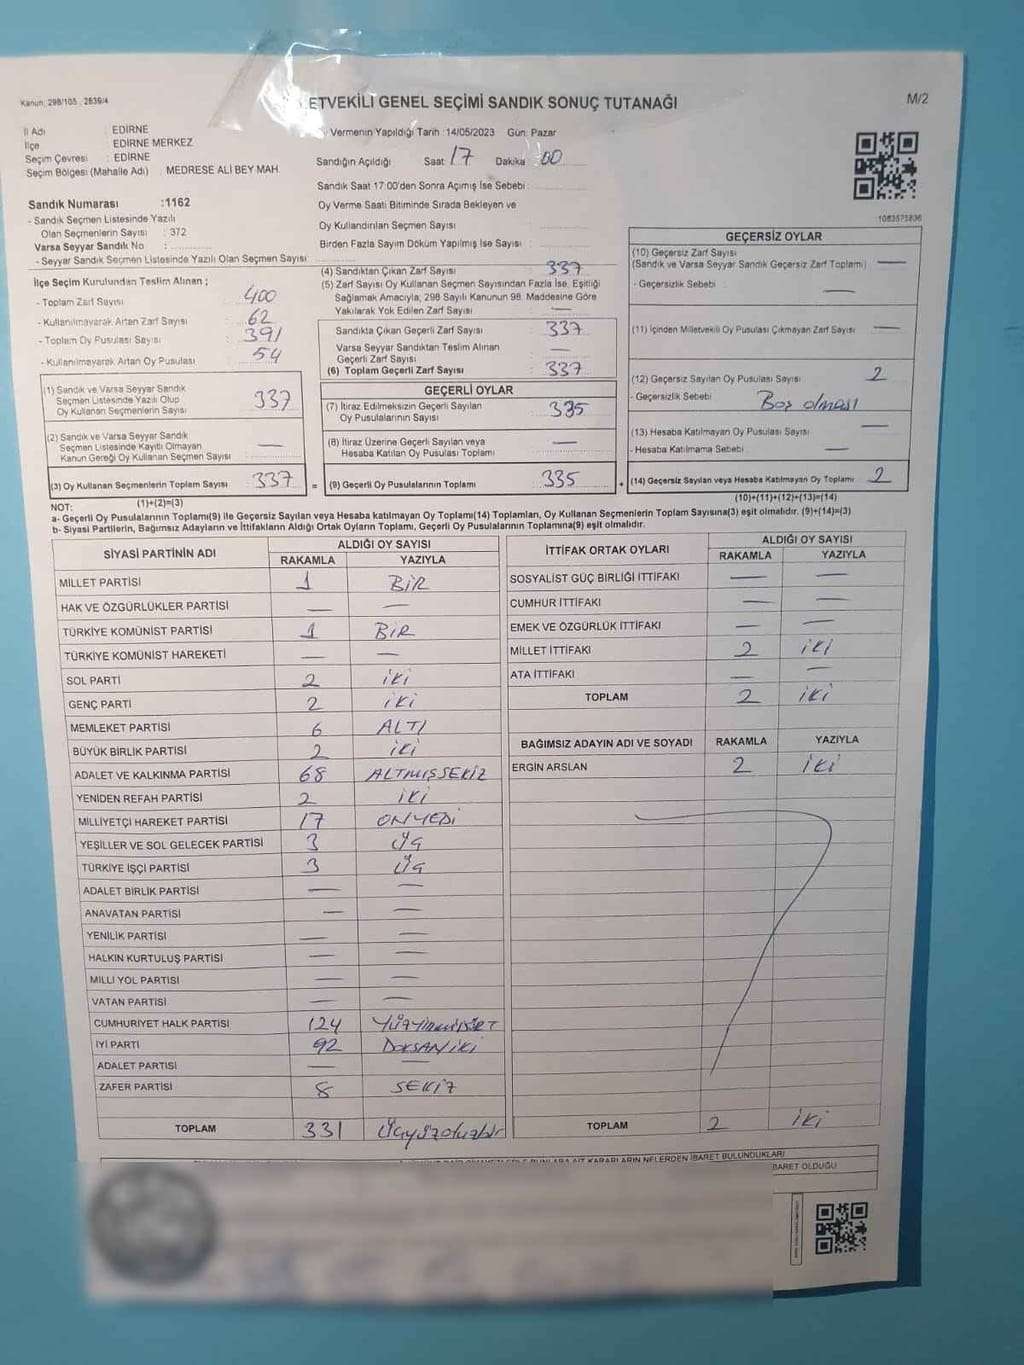 Kanun: 298/105 , 2839/4
ETVEKİLİ GENEL SEÇİMİ SANDIK SONUÇ TUTANAĞI
M/2
İl Adı : EDİRNE
İlçe : EDİRNE MERKEZ
Seçim Çevresi : EDİRNE
Seçim Bölgesi (Mahalle Adı) : MEDRESE ALİ BEY MAH.
Vermenin Yapıldığı Tarih : 14/05/2023 Gün: Pazar
Sandığın Açıldığı Saat 17 Dakika : 00
Sandık Saat 17:00'den Sonra Açımış İse Sebebi :
Oy Verme Saati Bitiminde Sırada Bekleyen ve
Oy Kullandırılan Seçmen Sayısı :
Birden Fazla Sayım Döküm Yapılmış İse Sayısı :
1083575836
Sandık Numarası :1162
- Sandık Seçmen Listesinde Yazılı
Olan Seçmenlerin Sayısı : 372
Varsa Seyyar Sandık No :
- Seyyar Sandık Seçmen Listesinde Yazılı Olan Seçmen Sayısı:
İlçe Seçim Kurulundan Teslim Alınan ;
- Toplam Zarf Sayısı : 400
- Kullanılmayarak Artan Zarf Sayısı : 62
- Toplam Oy Pusulası Sayısı : 391
- Kullanılmayarak Artan Oy Pusulası : 54
(1) Sandık ve Varsa Seyyar Sandık
Seçmen Listesinde Yazılı Olup
Oy Kullanan Seçmenlerin Sayısı : 337
(2) Sandık ve Varsa Seyyar Sandık
Seçmen Listesinde Kayıtlı Olmayan
Kanun Gereği Oy Kullanan Seçmen Sayısı : —
(3) Oy Kullanan Seçmenlerin Toplam Sayısı : 337 =
(4) Sandıktan Çıkan Zarf Sayısı : 337
(5) Zarf Sayısı Oy Kullanan Seçmen Sayısından Fazla İse, Eşitliği
Sağlamak Amacıyla; 298 Sayılı Kanunun 98. Maddesine Göre
Yakılarak Yok Edilen Zarf Sayısı : —
Sandıkta Çıkan Geçerli Zarf Sayısı : 337
Varsa Seyyar Sandıktan Teslim Alınan
Geçerli Zarf Sayısı : —
(6) Toplam Geçerli Zarf Sayısı : 337
GEÇERLİ OYLAR
(7) İtiraz Edilmeksizin Geçerli Sayılan
Oy Pusulalarının Sayısı : 335
(8) İtiraz Üzerine Geçerli Sayılan veya
Hesaba Katılan Oy Pusulası Toplamı : —
(9) Geçerli Oy Pusulalarının Toplamı : 335 +
GEÇERSİZ OYLAR
(10) Geçersiz Zarf Sayısı
(Sandık ve Varsa Seyyar Sandık Geçersiz Zarf Toplamı) : —
- Geçersizlik Sebebi : —
(11) İçinden Milletvekili Oy Pusulası Çıkmayan Zarf Sayısı : —
(12) Geçersiz Sayılan Oy Pusulası Sayısı : 2
- Geçersizlik Sebebi : Boş olması
(13) Hesaba Katılmayan Oy Pusulası Sayısı : —
- Hesaba Katılmama Sebebi : —
(14) Geçersiz Sayılan veya Hesaba Katılmayan Oy Toplamı : 2
NOT: (1)+(2)=(3)
(10)+(11)+(12)+(13)=(14)
a- Geçerli Oy Pusulalarının Toplamı(9) ile Geçersiz Sayılan veya Hesaba katılmayan Oy Toplamı(14) Toplamları, Oy Kullanan Seçmenlerin Toplam Sayısına(3) eşit olmalıdır. (9)+(14)=(3)
b- Siyasi Partilerin, Bağımsız Adayların ve İttifakların Aldığı Ortak Oyların Toplamı, Geçerli Oy Pusulalarının Toplamına(9) eşit olmalıdır.
SİYASİ PARTİNİN ADI ALDIĞI OY SAYISI
RAKAMLA YAZIYLA
MİLLET PARTİSİ 1 BİR
HAK VE ÖZGÜRLÜKLER PARTİSİ — —
TÜRKİYE KOMÜNİST PARTİSİ 1 BİR
TÜRKİYE KOMÜNİST HAREKETİ — —
SOL PARTİ 2 iKi
GENÇ PARTİ 2 iKi
MEMLEKET PARTİSİ 6 ALTI
BÜYÜK BİRLİK PARTİSİ 2 iKi
ADALET VE KALKINMA PARTİSİ 68 ALTMIŞSEKİZ
YENİDEN REFAH PARTİSİ 2 iKi
MİLLİYETÇİ HAREKET PARTİSİ 17 ONYEDİ
YEŞİLLER VE SOL GELECEK PARTİSİ 3 Üç
TÜRKİYE İŞÇİ PARTİSİ 3 Üç
ADALET BİRLİK PARTİSİ — —
ANAVATAN PARTİSİ — —
YENİLİK PARTİSİ — —
HALKIN KURTULUŞ PARTİSİ — —
MİLLİ YOL PARTİSİ — —
VATAN PARTİSİ — —
CUMHURİYET HALK PARTİSİ 124 YÜZYİRMİDÖRT
İYİ PARTİ 92 DOKSANiKi
ADALET PARTİSİ — —
ZAFER PARTİSİ 8 SEKİZ
TOPLAM 331 Üçyüzotuzbir
İTTİFAK ORTAK OYLARI ALDIĞI OY SAYISI
RAKAMLA YAZIYLA
SOSYALİST GÜÇ BİRLİĞİ İTTİFAKI — —
CUMHUR İTTİFAKI — —
EMEK VE ÖZGÜRLÜK İTTİFAKI — —
MİLLET İTTİFAKI 2 iKi
ATA İTTİFAKI — —
TOPLAM 2 iKi
BAĞIMSIZ ADAYIN ADI VE SOYADI RAKAMLA YAZIYLA
ERGİN ARSLAN 2 iKi
TOPLAM 2 iKi
KARARLARIN NELERDEN İBARET BULUNDUKLARI
BARET OLDUĞU